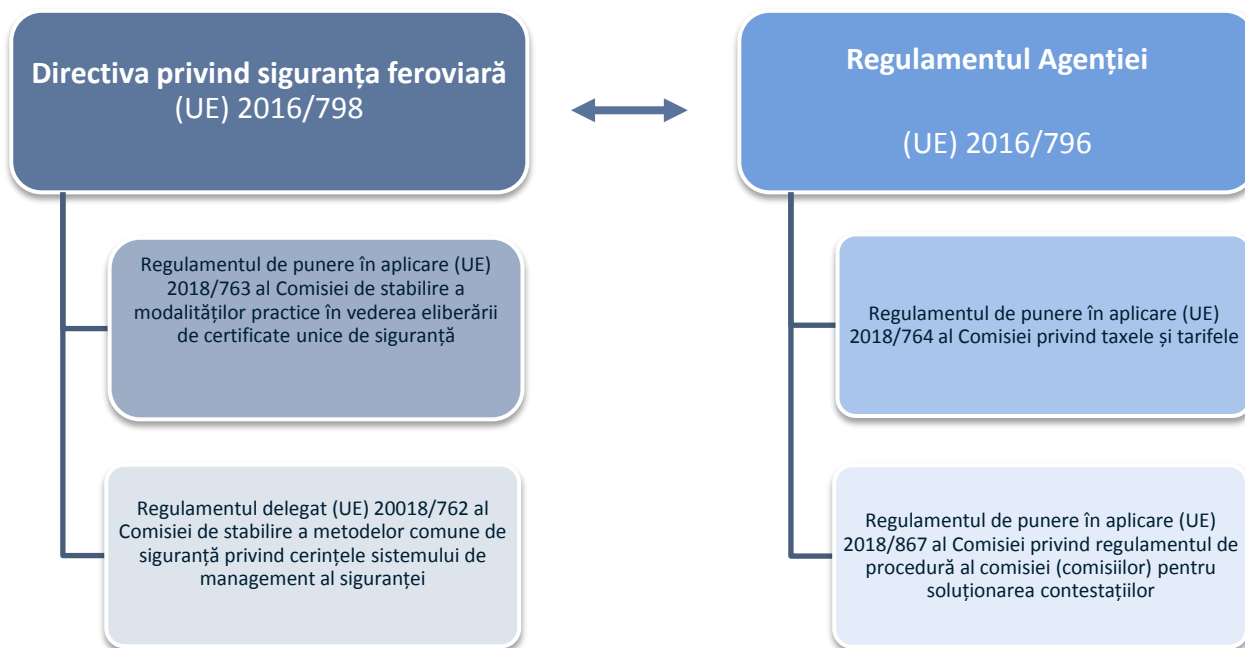 Directiva privind siguranța feroviară
(UE) 2016/798
Regulamentul de punere în aplicare (UE)
2018/763 al Comisiei de stabilire a
modalităților practice în vederea eliberării
de certificate unice de siguranță
Regulamentul delegat (UE) 20018/762 al
Comisiei de stabilire a metodelor comune de
siguranță privind cerințele sistemului de
management al siguranței
Regulamentul Agenției
(UE) 2016/796
Regulamentul de punere în aplicare (UE)
2018/764 al Comisiei privind taxele și tarifele
Regulamentul de punere în aplicare (UE)
2018/867 al Comisiei privind regulamentul de
procedură al comisiei (comisiilor) pentru
soluționarea contestațiilor